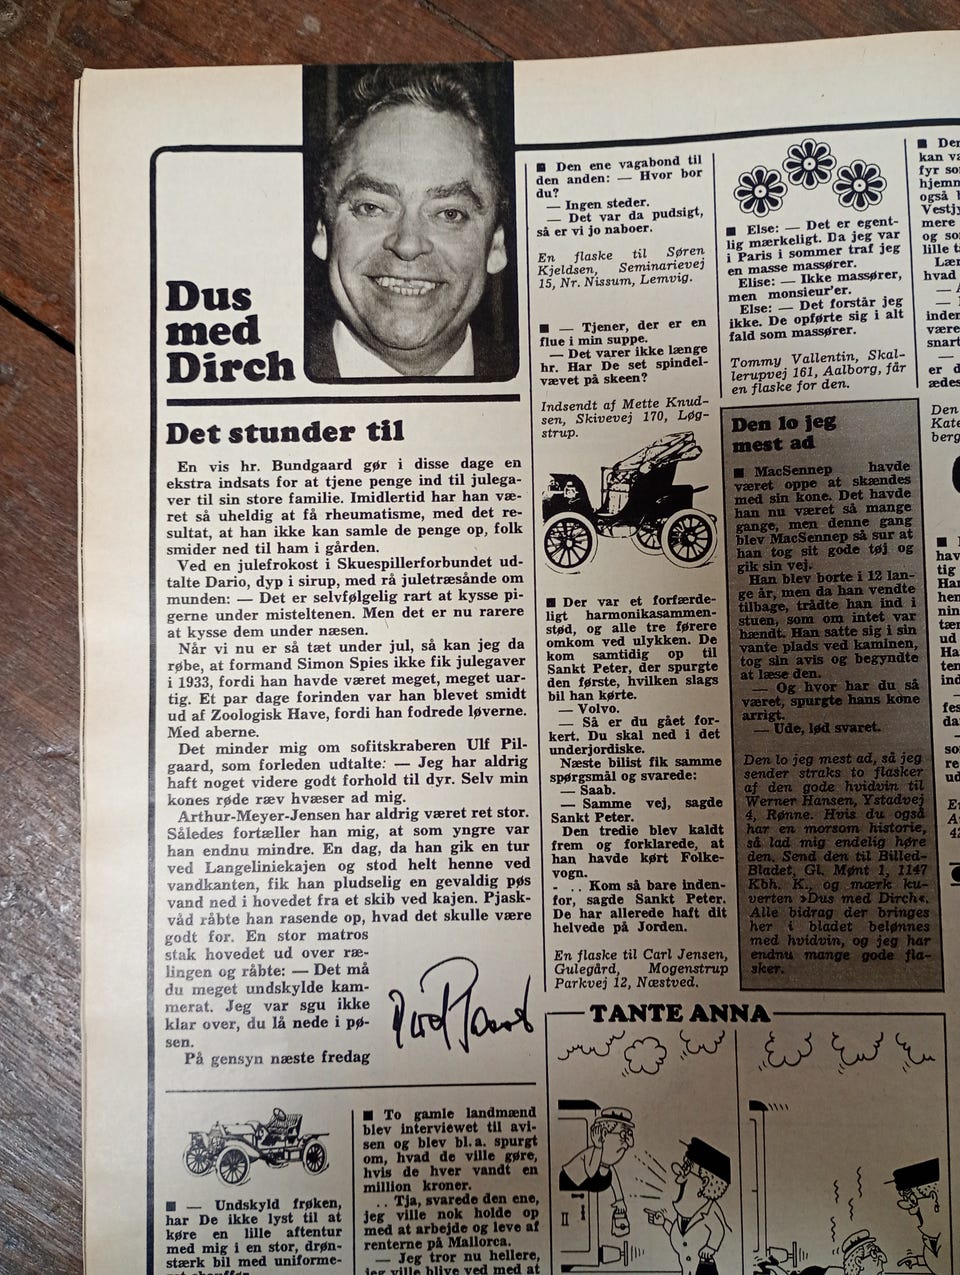 Dus
med
Dirch
Det stunder til
En vis hr. Bundgaard gør i disse dage en
ekstra indsats for at tjene penge ind til julega-
ver til sin store familie. Imidlertid har han væ-
ret så uheldig at få rheumatisme, med det re-
sultat, at han ikke kan samle de penge op, folk
smider ned til ham i gården.
Ved en julefrokost i Skuespillerforbundet ud-
talte Dario, dyp i sirup, med rå juletræsånde om
munden: — Det er selvfølgelig rart at kysse pi-
gerne under misteltenen. Men det er nu rarere
at kysse dem under næsen.
Når vi nu er så tæt under jul, så kan jeg da
røbe, at formand Simon Spies ikke fik julegaver
i 1933, fordi han havde været meget, meget uar-
tig. Et par dage forinden var han blevet smidt
ud af Zoologisk Have, fordi han fodrede løverne.
Med aberne.
Det minder mig om sofitskraberen Ulf Pil-
gaard, som forleden udtalte: — Jeg har aldrig
haft noget videre godt forhold til dyr. Selv min
kones røde ræv hvæser ad mig.
Arthur-Meyer-Jensen har aldrig været ret stor.
Således fortæller han mig, at som yngre var
han endnu mindre. En dag, da han gik en tur
ved Langeliniekajen og stod helt henne ved
vandkanten, fik han pludselig en gevaldig pøs
vand ned i hovedet fra et skib ved kajen. Pjask-
våd råbte han rasende op, hvad det skulle være
godt for. En stor matros
stak hovedet ud over ræ-
lingen og råbte: — Det må
du meget undskylde kam-
merat. Jeg var sgu ikke
klar over, du lå nede i pø-
sen.
På gensyn næste fredag
■ — Undskyld frøken,
har De ikke lyst til at
køre en lille aftentur
med mig i en stor, drøn-
stærk bil med uniforme-
■ To gamle landmænd
blev interviewet til avi-
sen og blev bl.a. spurgt
om, hvad de ville gøre,
hvis de hver vandt en
million kroner.
. . Tja, svarede den ene,
jeg ville nok holde op
med at arbejde og leve af
renterne på Mallorca.
— Jeg tror nu hellere,
jeg ville blive ved med at
■ Den ene vagabond til
den anden: — Hvor bor
du?
— Ingen steder.
— Det var da pudsigt,
så er vi jo naboer.
En flaske til Søren
Kjeldsen, Seminarievej
15, Nr. Nissum, Lemvig.
■ — Tjener, der er en
flue i min suppe.
— Det varer ikke længe
hr. Har De set spindel-
vævet på skeen?
Indsendt af Mette Knud-
sen, Skivevej 170, Løg-
strup.
■ Der var et forfærde-
ligt harmonikasammen-
stød, og alle tre førere
omkom ved ulykken. De
kom samtidig op til
Sankt Peter, der spurgte
den første, hvilken slags
bil han kørte.
— Volvo.
— Så er du gået for-
kert. Du skal ned i det
underjordiske.
Næste bilist fik samme
spørgsmål og svarede:
— Saab.
— Samme vej, sagde
Sankt Peter.
Den tredie blev kaldt
frem og forklarede, at
han havde kørt Folke-
vogn.
- .. Kom så bare inden-
for, sagde Sankt Peter.
De har allerede haft dit
helvede på Jorden.
En flaske til Carl Jensen,
Gulegård, Mogenstrup
Parkvej 12, Næstved.
■ Else: — Det er egent-
lig mærkeligt. Da jeg var
i Paris i sommer traf jeg
en masse massører.
Elise: — Ikke massører,
men monsieur'er.
Else: — Det forstår jeg
ikke. De opførte sig i alt
fald som massører.
Tommy Vallentin, Skal-
lerupvej 161, Aalborg, får
en flaske for den.
Den lo jeg
mest ad
■ MacSennep havde
været oppe at skændes
med sin kone. Det havde
han nu været så mange
gange, men denne gang
blev MacSennep så sur at
han tog sit gode tøj og
gik sin vej.
Han blev borte i 12 lan-
ge år, men da han vendte
tilbage, trådte han ind i
stuen, som om intet var
hændt. Han satte sig i sin
vante plads ved kaminen,
tog sin avis og begyndte
at læse den.
— Og hvor har du så
været, spurgte hans kone
arrigt.
— Ude, lød svaret.
Den lo jeg mest ad, så jeg
sender straks to flasker
af den gode hvidvin til
Werner Hansen, Ystadvej
4, Rønne. Hvis du også
har en morsom historie,
så lad mig endelig høre
den. Send den til Billed-
Bladet, Gl. Mønt 1, 1147
Kbh. K., og mærk ku-
verten »Dus med Dirch«.
Alle bidrag der bringes
her i bladet belønnes
med hvidvin, og jeg har
endnu mange gode fla-
sker.
TANTE ANNA